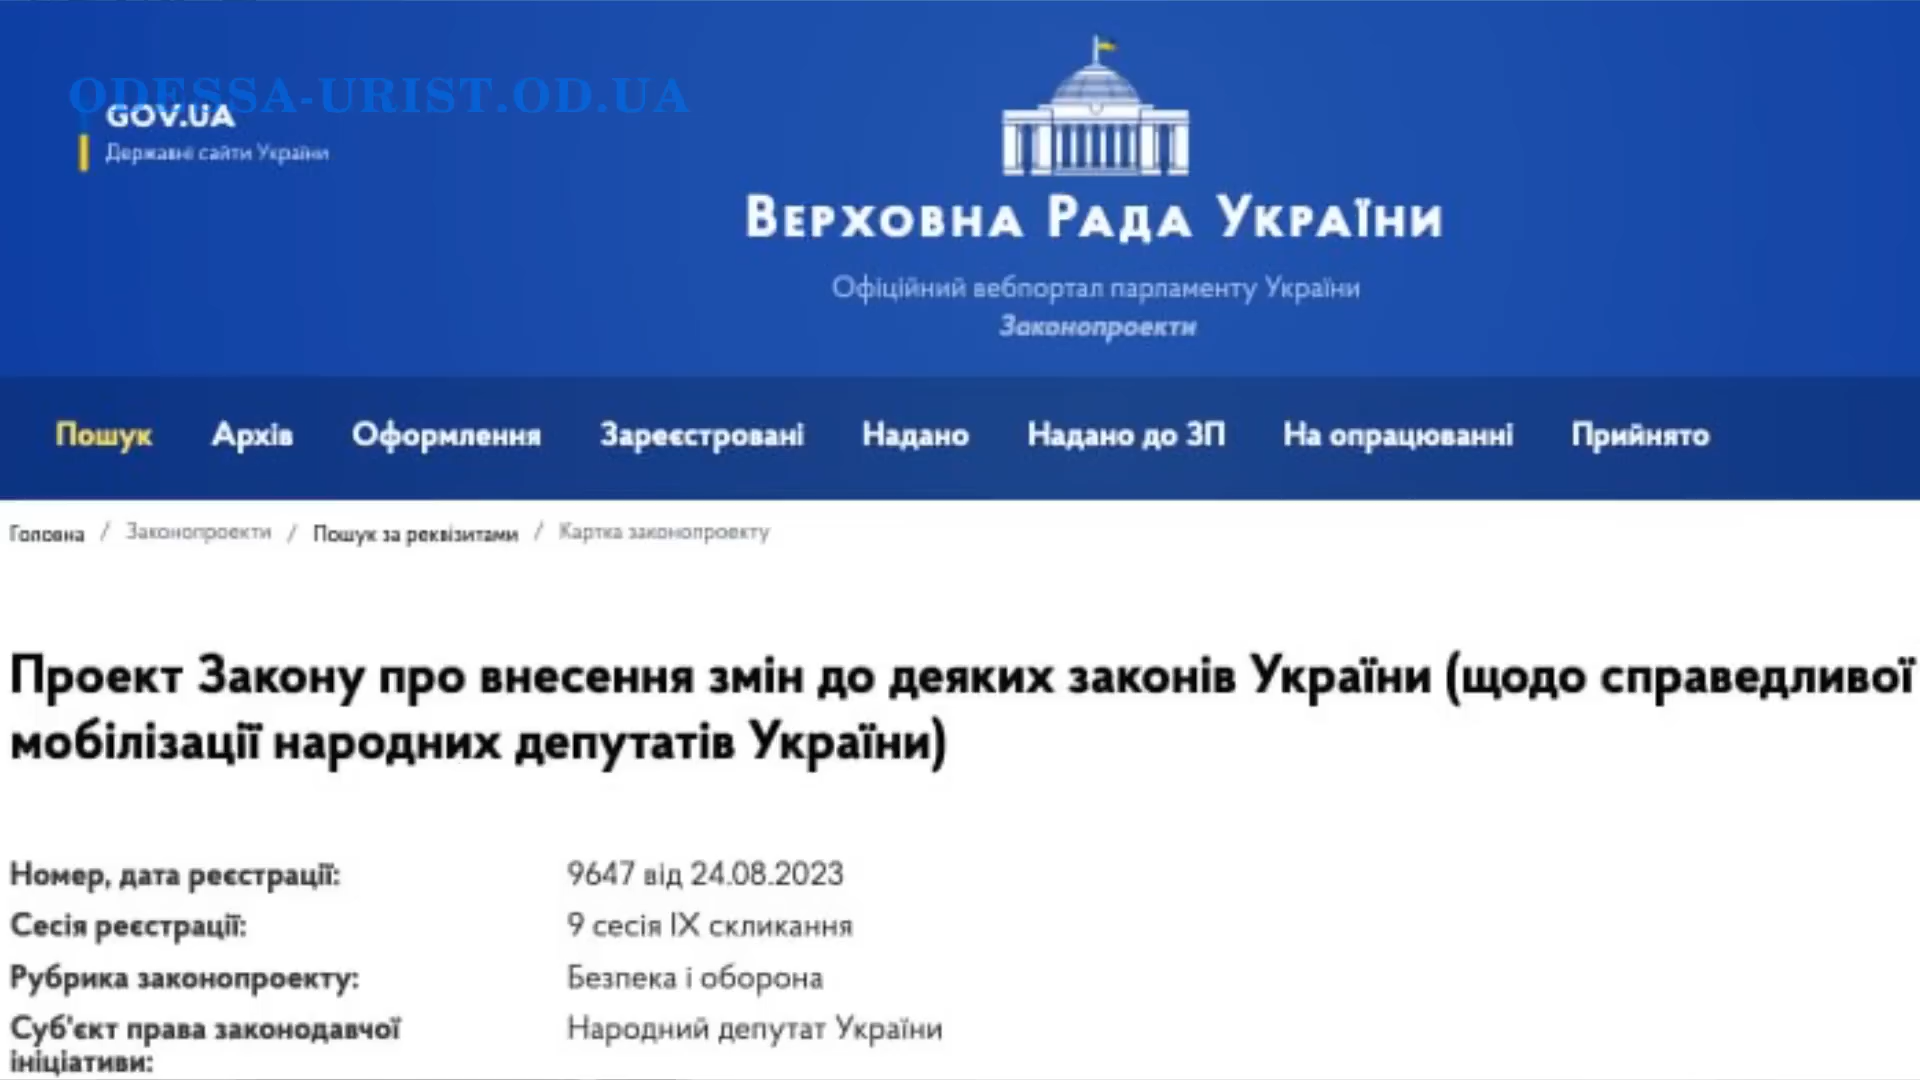 ODESSA-URIST.OD.UA
GOV.UA
Державні сайти України
Верховна Рада України
Офіційний вебпортал парламенту України
Законопроекти
Пошук Архів Оформлення Зареєстровані Надано Надано до ЗП На опрацюванні Прийнято
Головна / Законопроекти / Пошук за реквізитами / Картка законопроекту
Проект Закону про внесення змін до деяких законів України (щодо справедливої
мобілізації народних депутатів України)
Номер, дата реєстрації: 9647 від 24.08.2023
Сесія реєстрації: 9 сесія IX скликання
Рубрика законопроекту: Безпека і оборона
Суб'єкт права законодавчої Народний депутат України
ініціативи: